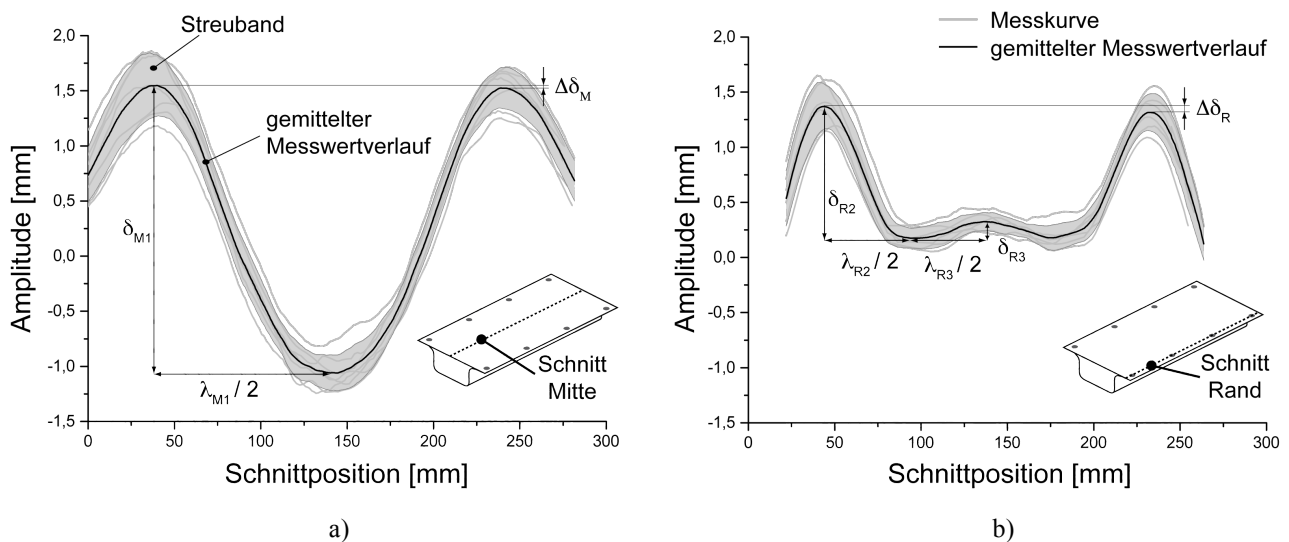 Streuband
2,0
1,5
1,0
0,5
0,0
-0,5
-1,0
-1,5
Amplitude [mm]
ΔδM
gemittelter
Messwertverlauf
δM1
λM1 / 2
Schnitt
Mitte
0 50 100 150 200 250 300
Schnittposition [mm]
a)
Messkurve
gemittelter Messwertverlauf
2,0
1,5
1,0
0,5
0,0
-0,5
-1,0
-1,5
Amplitude [mm]
ΔδR
δR2
δR3
λR2 / 2 λR3 / 2
Schnitt
Rand
0 50 100 150 200 250 300
Schnittposition [mm]
b)